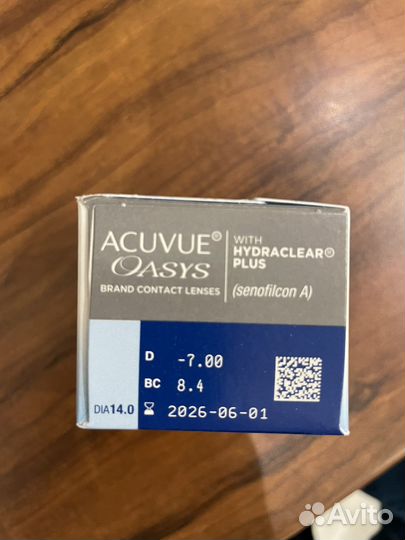 ACUVUE® OASYS
BRAND CONTACT LENSES
WITH
HYDRACLEAR®
PLUS
(senofilcon A)
D -7.00
BC 8.4
DIA14.0 2026-06-01
Avito